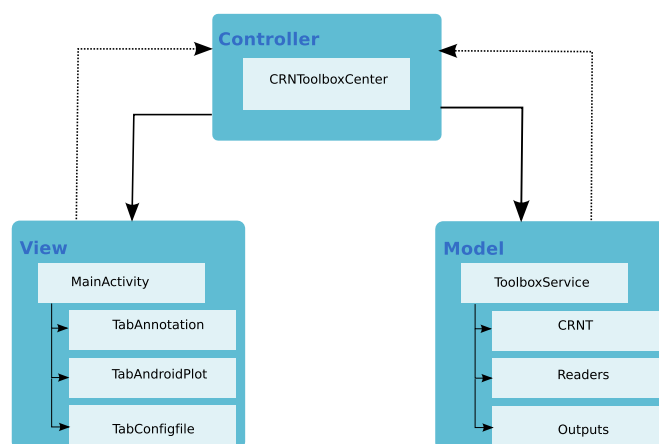 Controller
CRNToolboxCenter
View
MainActivity
TabAnnotation
TabAndroidPlot
TabConfigfile
Model
ToolboxService
CRNT
Readers
Outputs